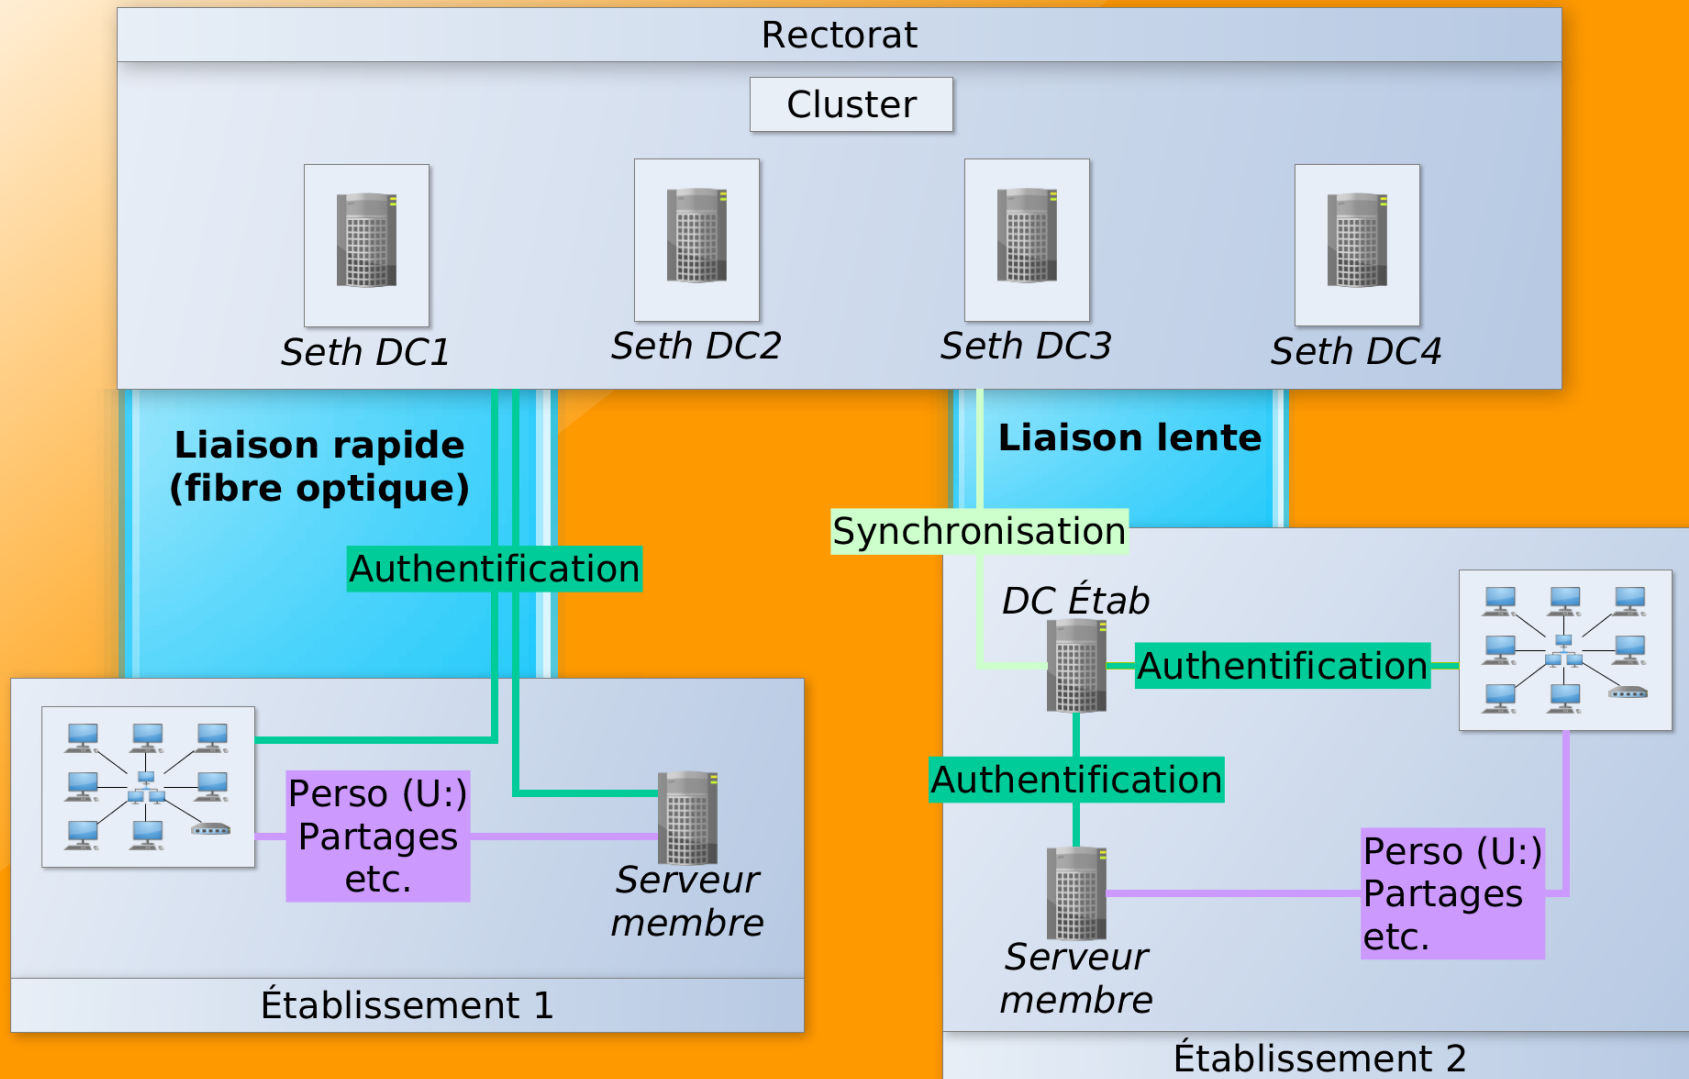 Rectorat
Cluster
Seth DC1
Seth DC2
Seth DC3
Seth DC4
Liaison rapide
(fibre optique)
Liaison lente
Authentification
Synchronisation
DC Étab
Authentification
Authentification
Perso (U:)
Partages
etc.
Serveur
membre
Perso (U:)
Partages
etc.
Serveur
membre
Établissement 1
Établissement 2